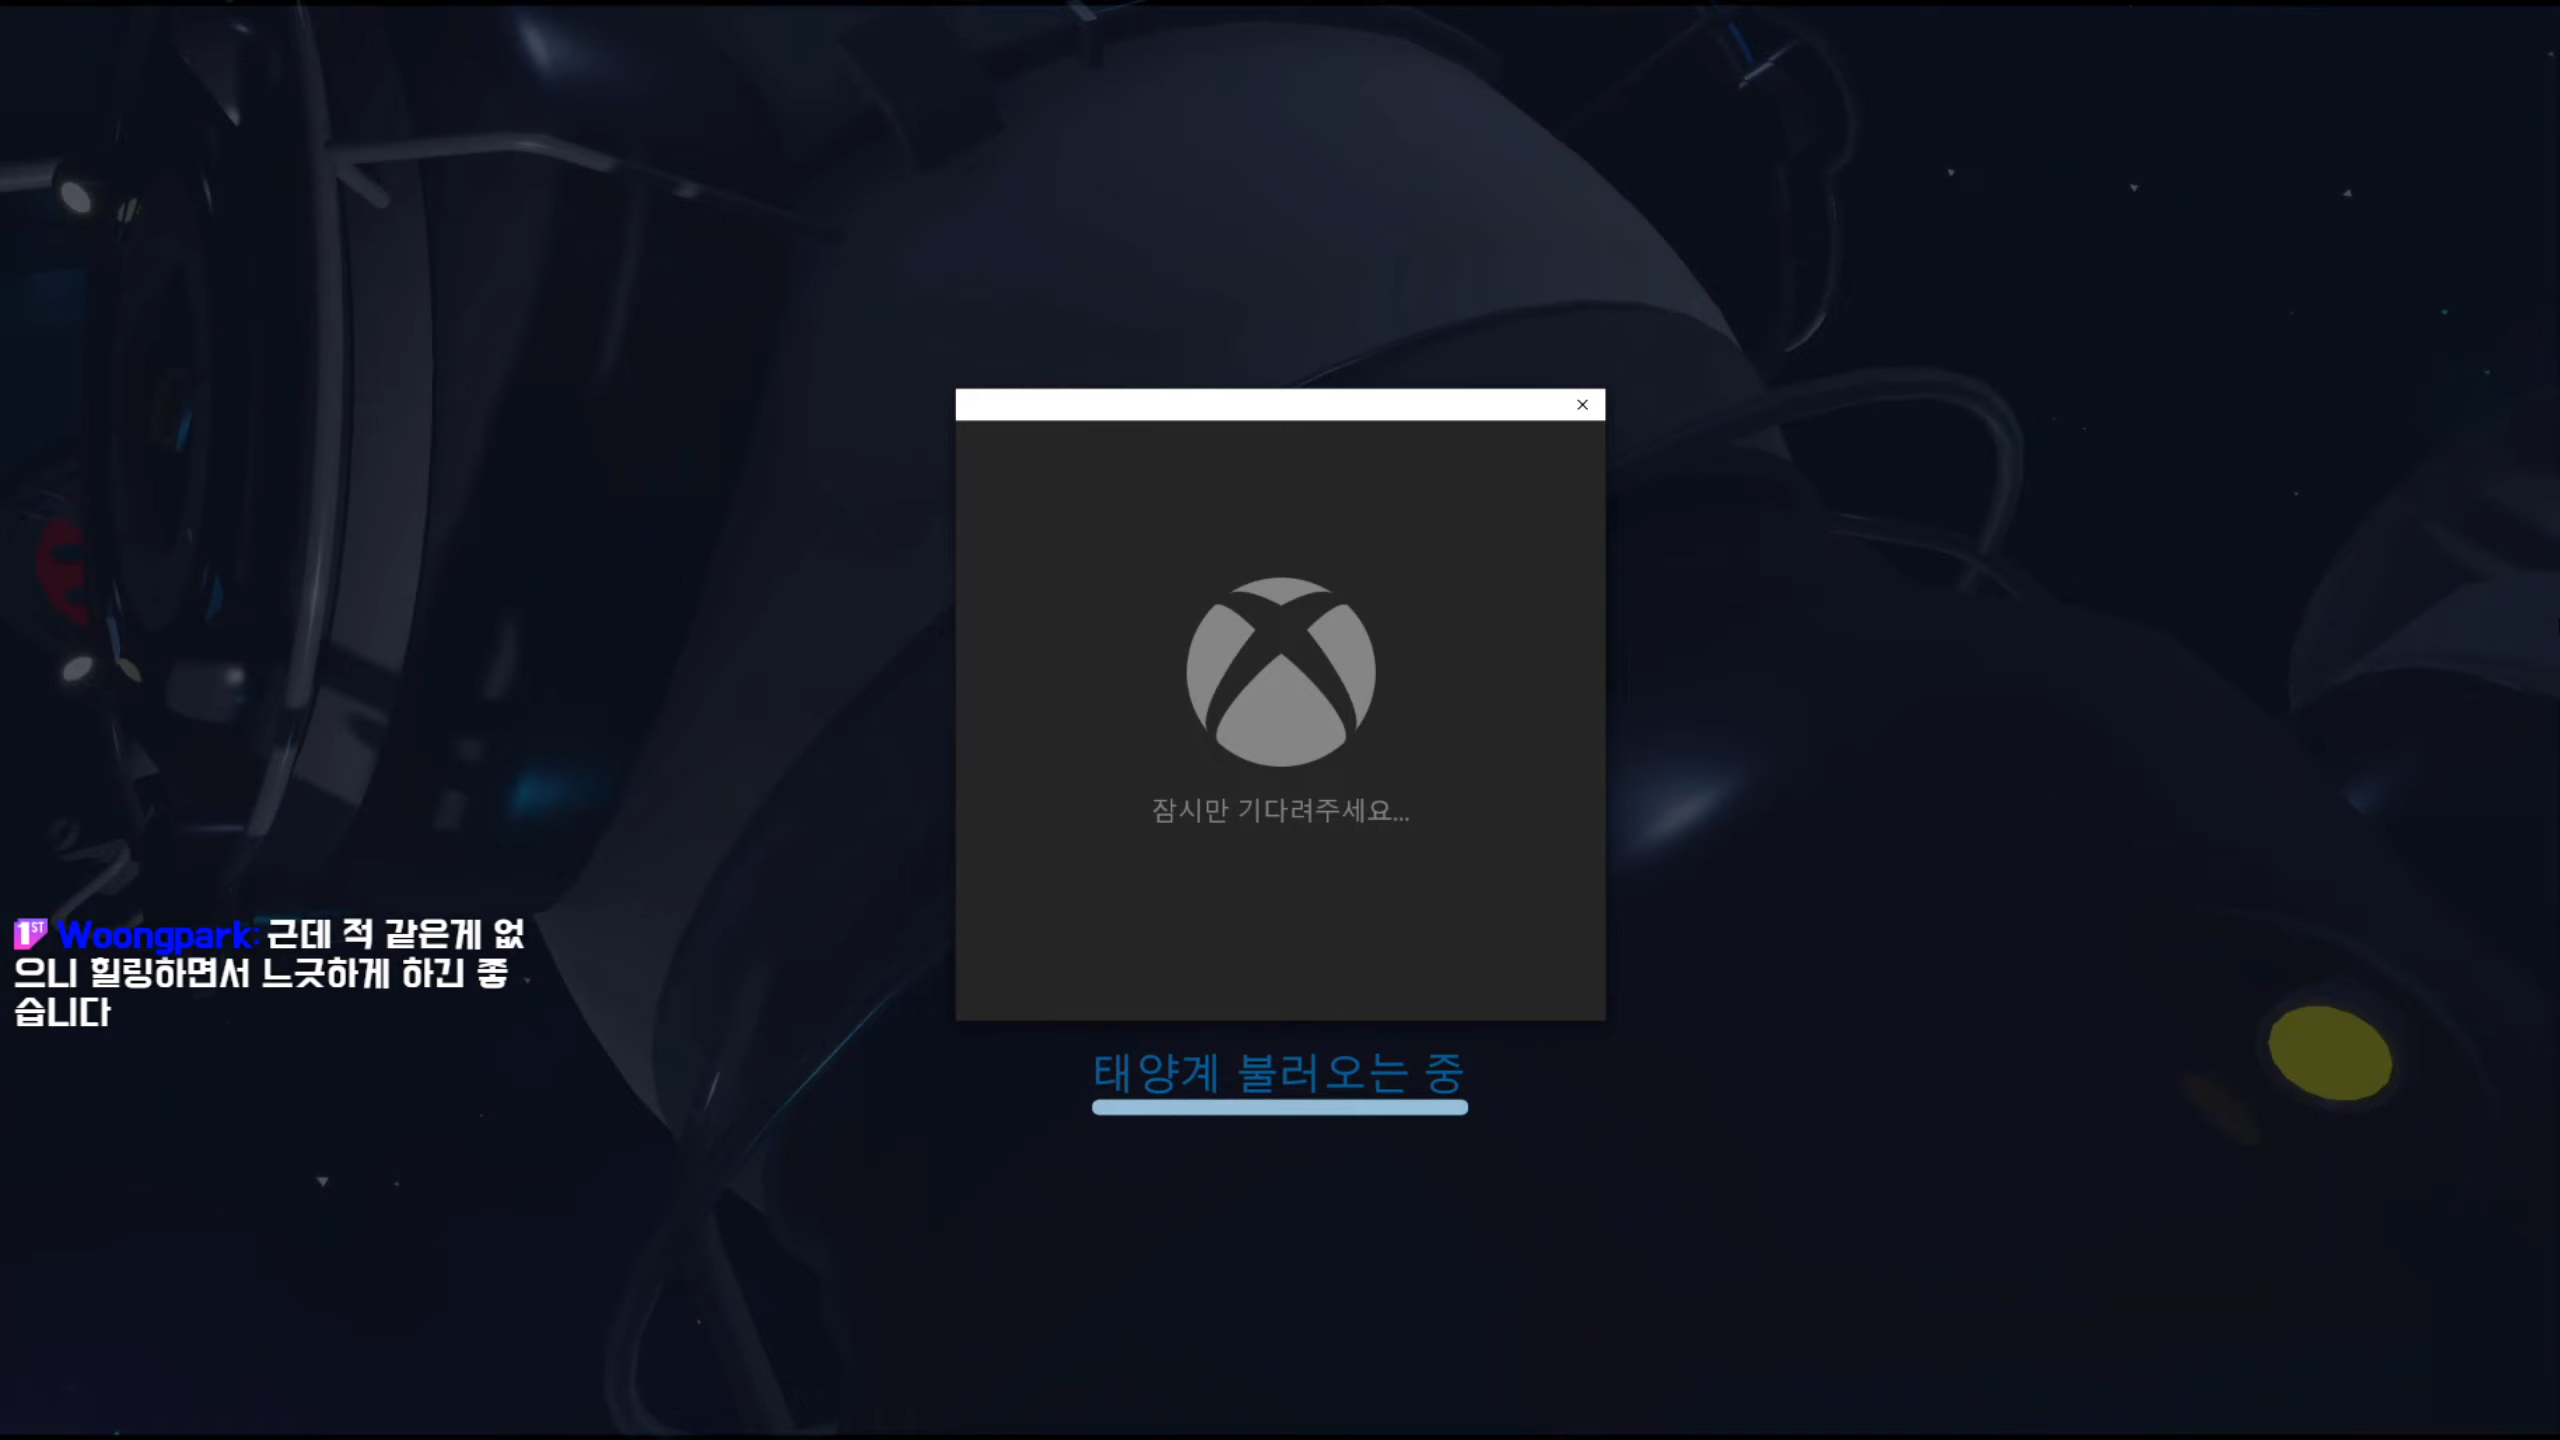 잠시만 기다려주세요...
1ST Woongpark: 근데 적 같은게 없
으니 힐링하면서 느긋하게 하긴 좋
습니다
태양계 불러오는 중